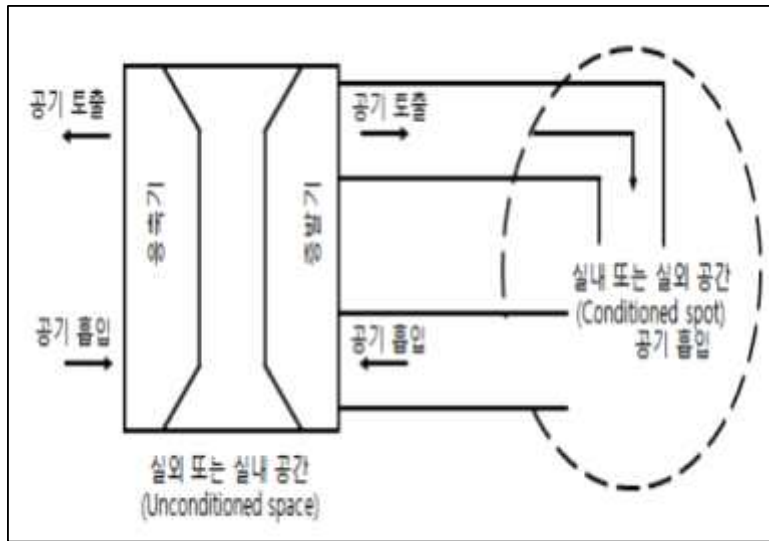 공기 토출
공기 토출
응축기
증발기
공기 흡입
공기 흡입
실내 또는 실외 공간
(Conditioned spot)
공기 흡입
실외 또는 실내 공간
(Unconditioned space)